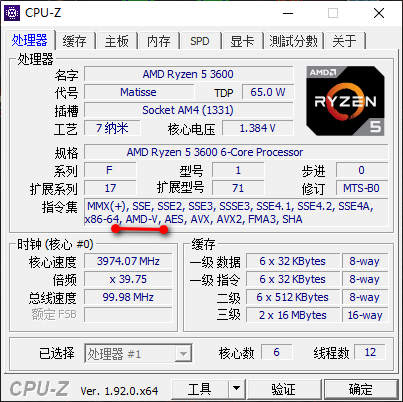 CPU-Z
处理器 缓存 主板 内存 SPD 显卡 測試分數 关于
处理器
名字 AMD Ryzen 5 3600
代号 Matisse TDP 65.0 W
插槽 Socket AM4 (1331)
工艺 7 纳米 核心电压 1.384 V
AMD
RYZEN
5
规格 AMD Ryzen 5 3600 6-Core Processor
系列 F 型号 1 步进 0
扩展系列 17 扩展型号 71 修订 MTS-B0
指令集 MMX(+), SSE, SSE2, SSE3, SSSE3, SSE4.1, SSE4.2, SSE4A,
x86-64, AMD-V, AES, AVX, AVX2, FMA3, SHA
时钟 (核心 #0)
核心速度 3974.07 MHz
倍频 x 39.75
总线速度 99.98 MHz
额定 FSB
缓存
一级 数据 6 x 32 KBytes 8-way
一级 指令 6 x 32 KBytes 8-way
二级 6 x 512 KBytes 8-way
三级 2 x 16 MBytes 16-way
已选择 处理器 #1 核心数 6 线程数 12
CPU-Z Ver. 1.92.0.x64 工具 验证 确定